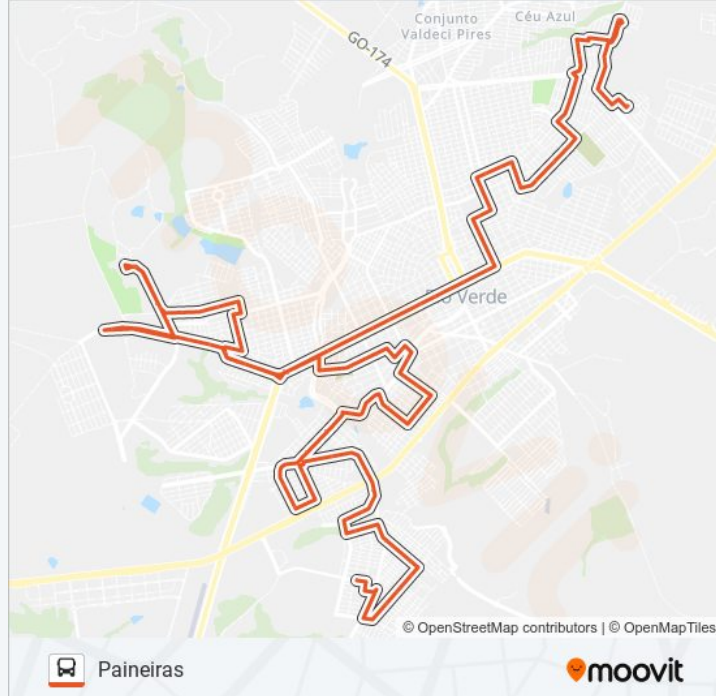 Conjunto
Valdeci Pires
Céu Azul
GO-174
Rio Verde
© OpenStreetMap contributors | © OpenMapTiles
Paineiras
moovit